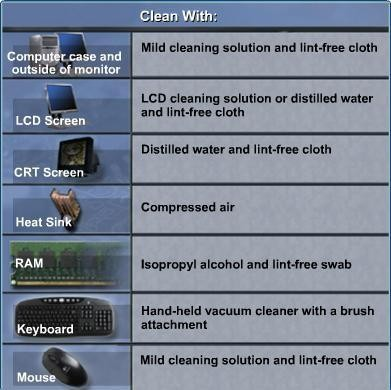 Clean With:
Computer case and
outside of monitor
Mild cleaning solution and lint-free cloth
LCD Screen
LCD cleaning solution or distilled water
and lint-free cloth
CRT Screen
Distilled water and lint-free cloth
Heat Sink
Compressed air
RAM
Isopropyl alcohol and lint-free swab
Keyboard
Hand-held vacuum cleaner with a brush
attachment
Mouse
Mild cleaning solution and lint-free cloth